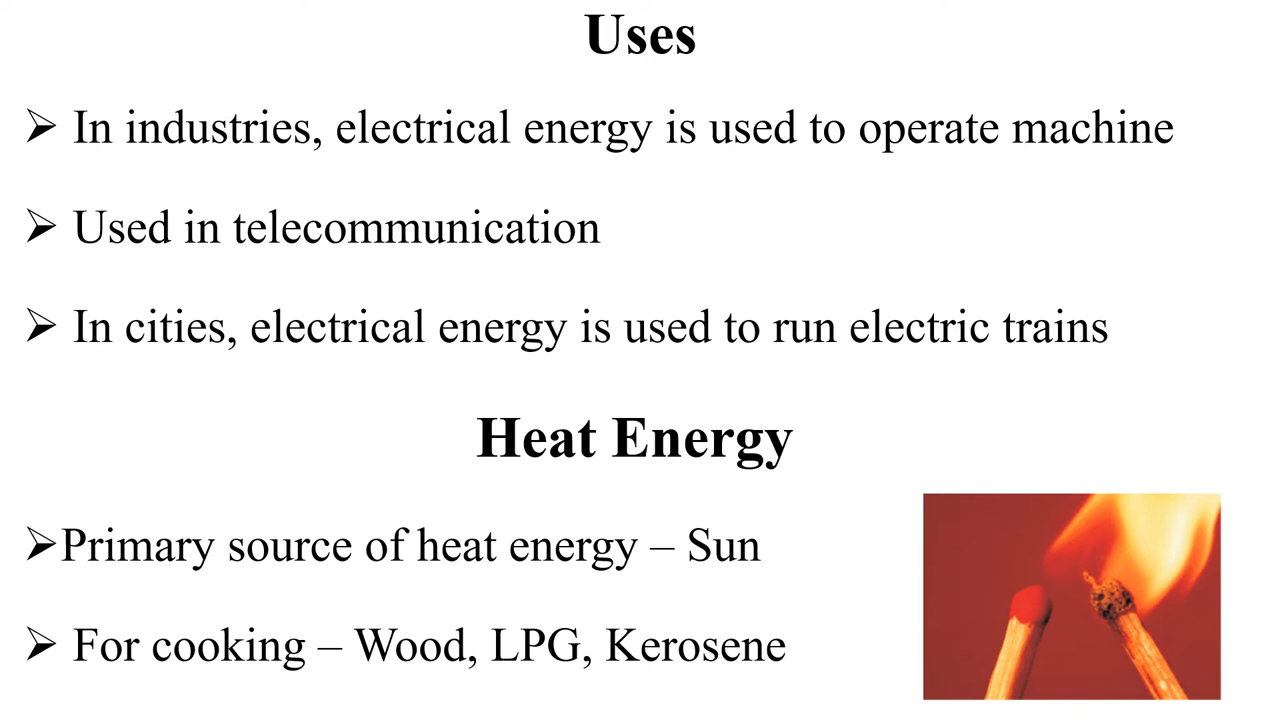 Uses
➢ In industries, electrical energy is used to operate machine
➢ Used in telecommunication
➢ In cities, electrical energy is used to run electric trains
Heat Energy
➢Primary source of heat energy – Sun
➢ For cooking – Wood, LPG, Kerosene